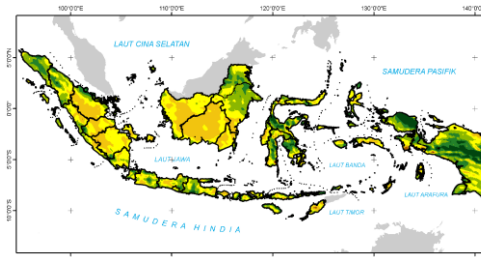 100°0'0"E 110°0'0"E 120°0'0"E 130°0'0"E 140°0'
LAUT CINA SELATAN
SAMUDERA PASIFIK
5°0'0"N
0°0'0"
5°0'0"S
10°0'0"S
LAUT JAWA
LAUT BANDA
LAUT ARAFURA
LAUT TIMOR
SAMUDERA HINDIA